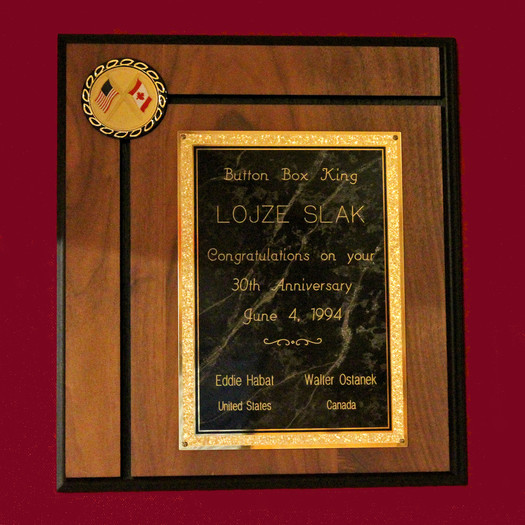 Button Box King
LOJZE SLAK
Congratulations on your
30th Anniversary
June 4, 1994
Eddie Habat Walter Ostanek
United States Canada